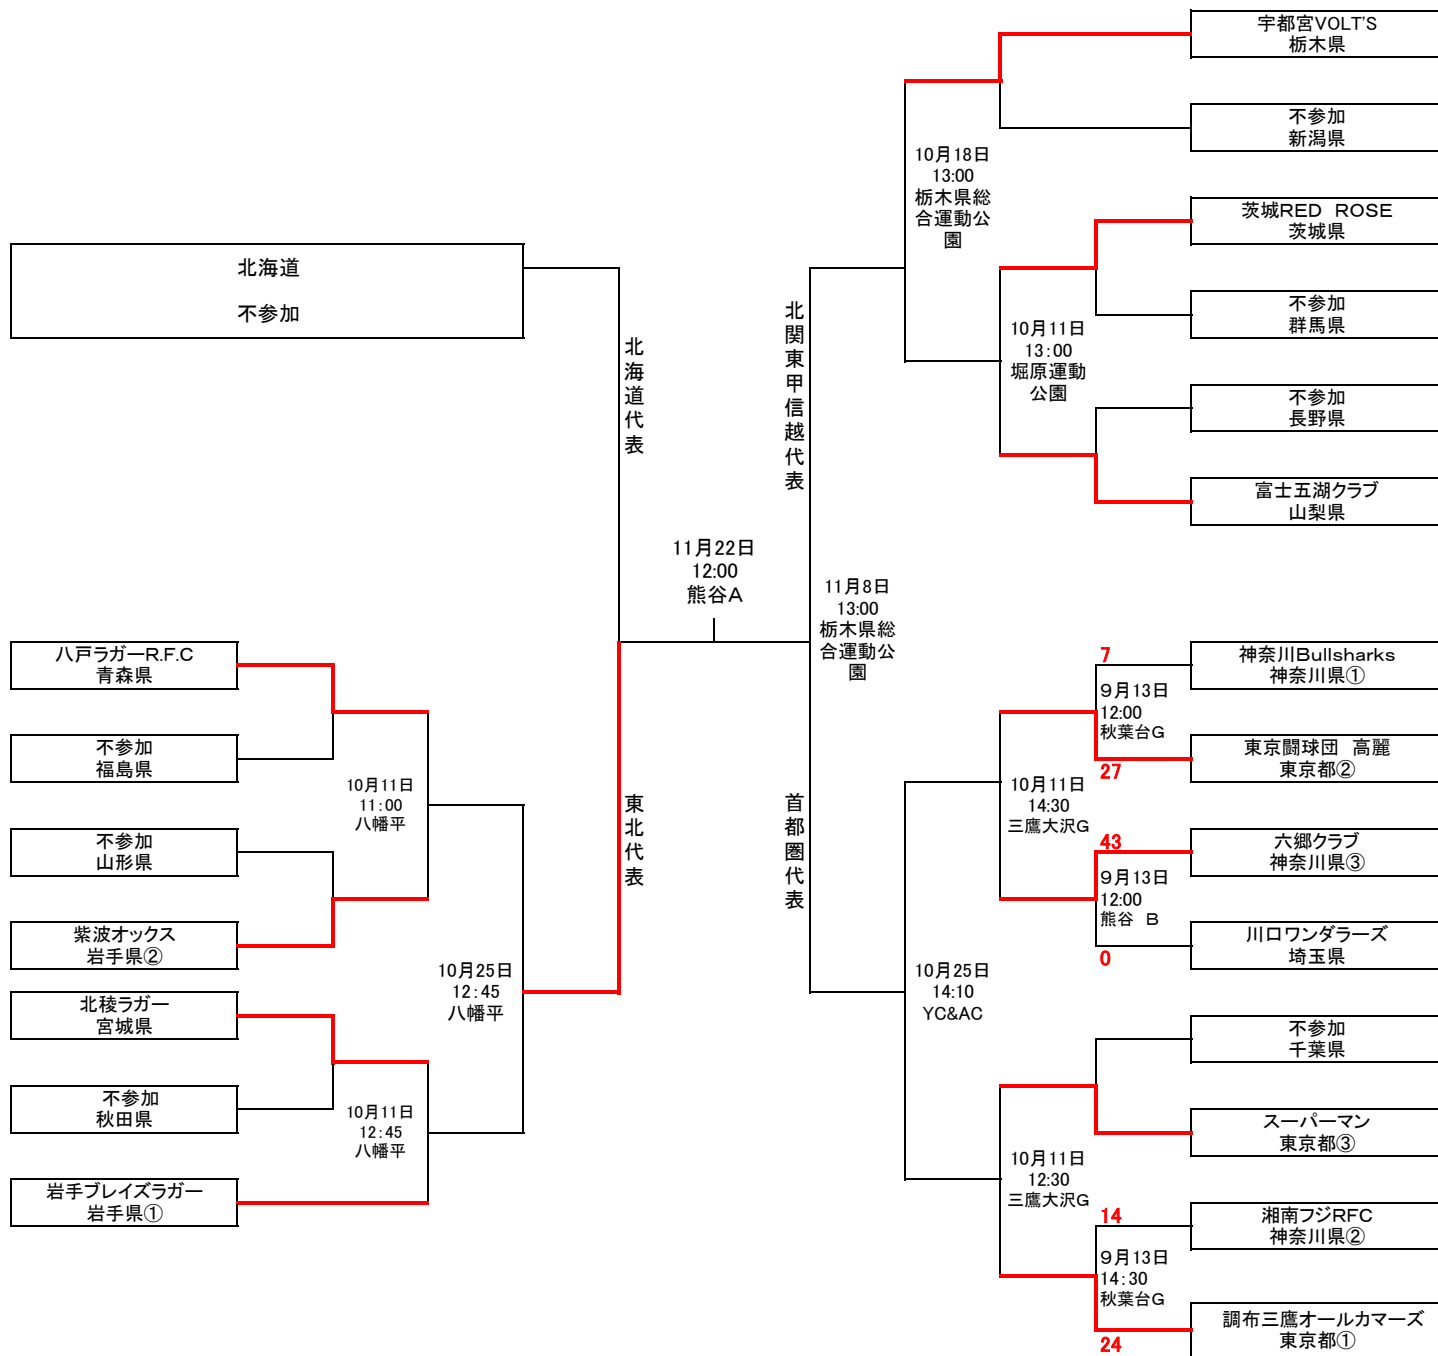 宇都宮VOLT'S
栃木県
不参加
新潟県
10月18日
13:00
栃木県総
合運動公
園
茨城RED ROSE
茨城県
不参加
群馬県
10月11日
13:00
堀原運動
公園
不参加
長野県
富士五湖クラブ
山梨県
北海道
不参加
北海道代表
北関東甲信越代表
11月22日
12:00
熊谷A
11月8日
13:00
栃木県総
合運動公
園
八戸ラガーR.F.C
青森県
不参加
福島県
10月11日
11:00
八幡平
不参加
山形県
紫波オックス
岩手県②
10月25日
12:45
八幡平
北稜ラガー
宮城県
不参加
秋田県
10月11日
12:45
八幡平
岩手ブレイズラガー
岩手県①
東北代表
首都圏代表
7
神奈川Bullsharks
神奈川県①
9月13日
12:00
秋葉台G
27
東京闘球団 高麗
東京都②
10月11日
14:30
三鷹大沢G
43
六郷クラブ
神奈川県③
9月13日
12:00
熊谷 B
0
川口ワンダラーズ
埼玉県
10月25日
14:10
YC&AC
不参加
千葉県
スーパーマン
東京都③
10月11日
12:30
三鷹大沢G
14
湘南フジRFC
神奈川県②
9月13日
14:30
秋葉台G
24
調布三鷹オールカマーズ
東京都①